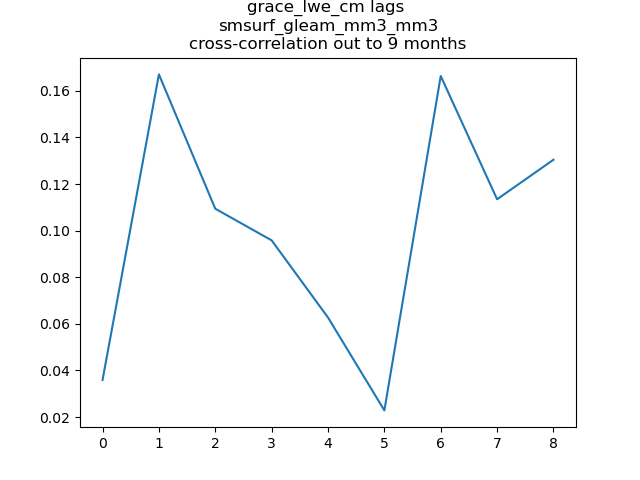 grace_lwe_cm lags
smsurf_gleam_mm3_mm3
cross-correlation out to 9 months
0.16
0.14
0.12
0.10
0.08
0.06
0.04
0.02
0 1 2 3 4 5 6 7 8